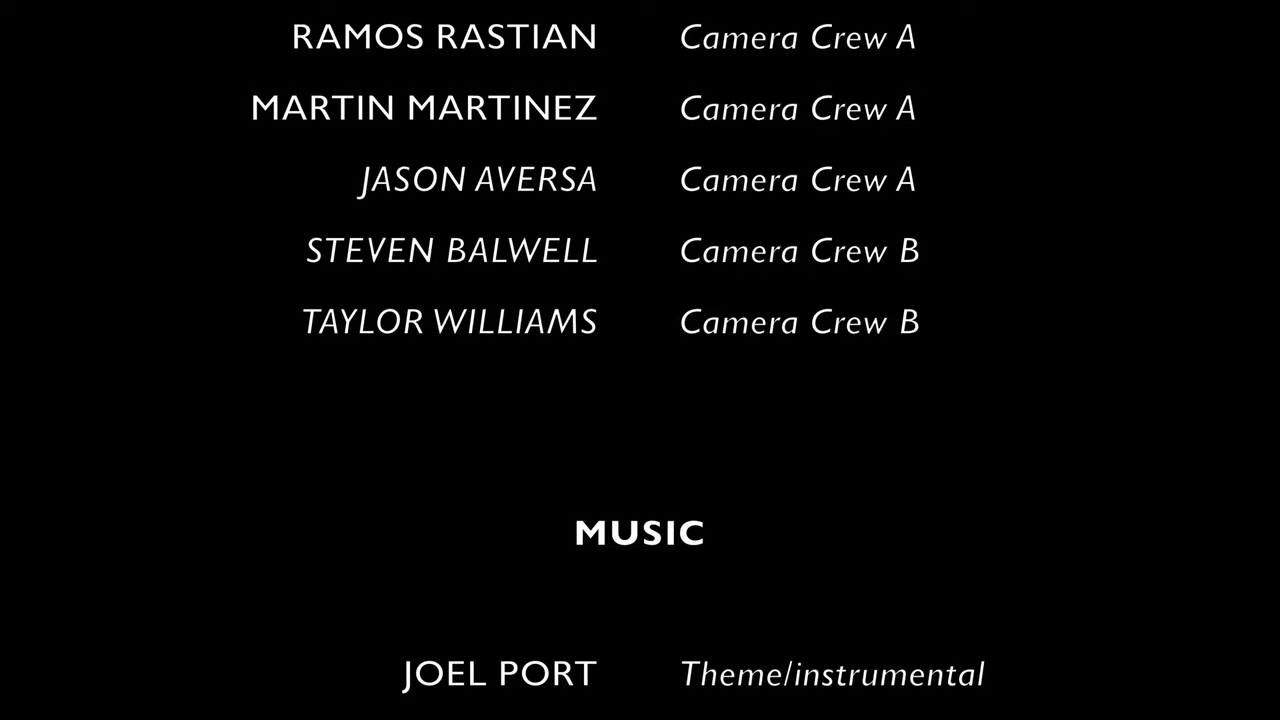 RAMOS RASTIAN Camera Crew A
MARTIN MARTINEZ Camera Crew A
JASON AVERSA Camera Crew A
STEVEN BALWELL Camera Crew B
TAYLOR WILLIAMS Camera Crew B
MUSIC
JOEL PORT Theme/instrumental